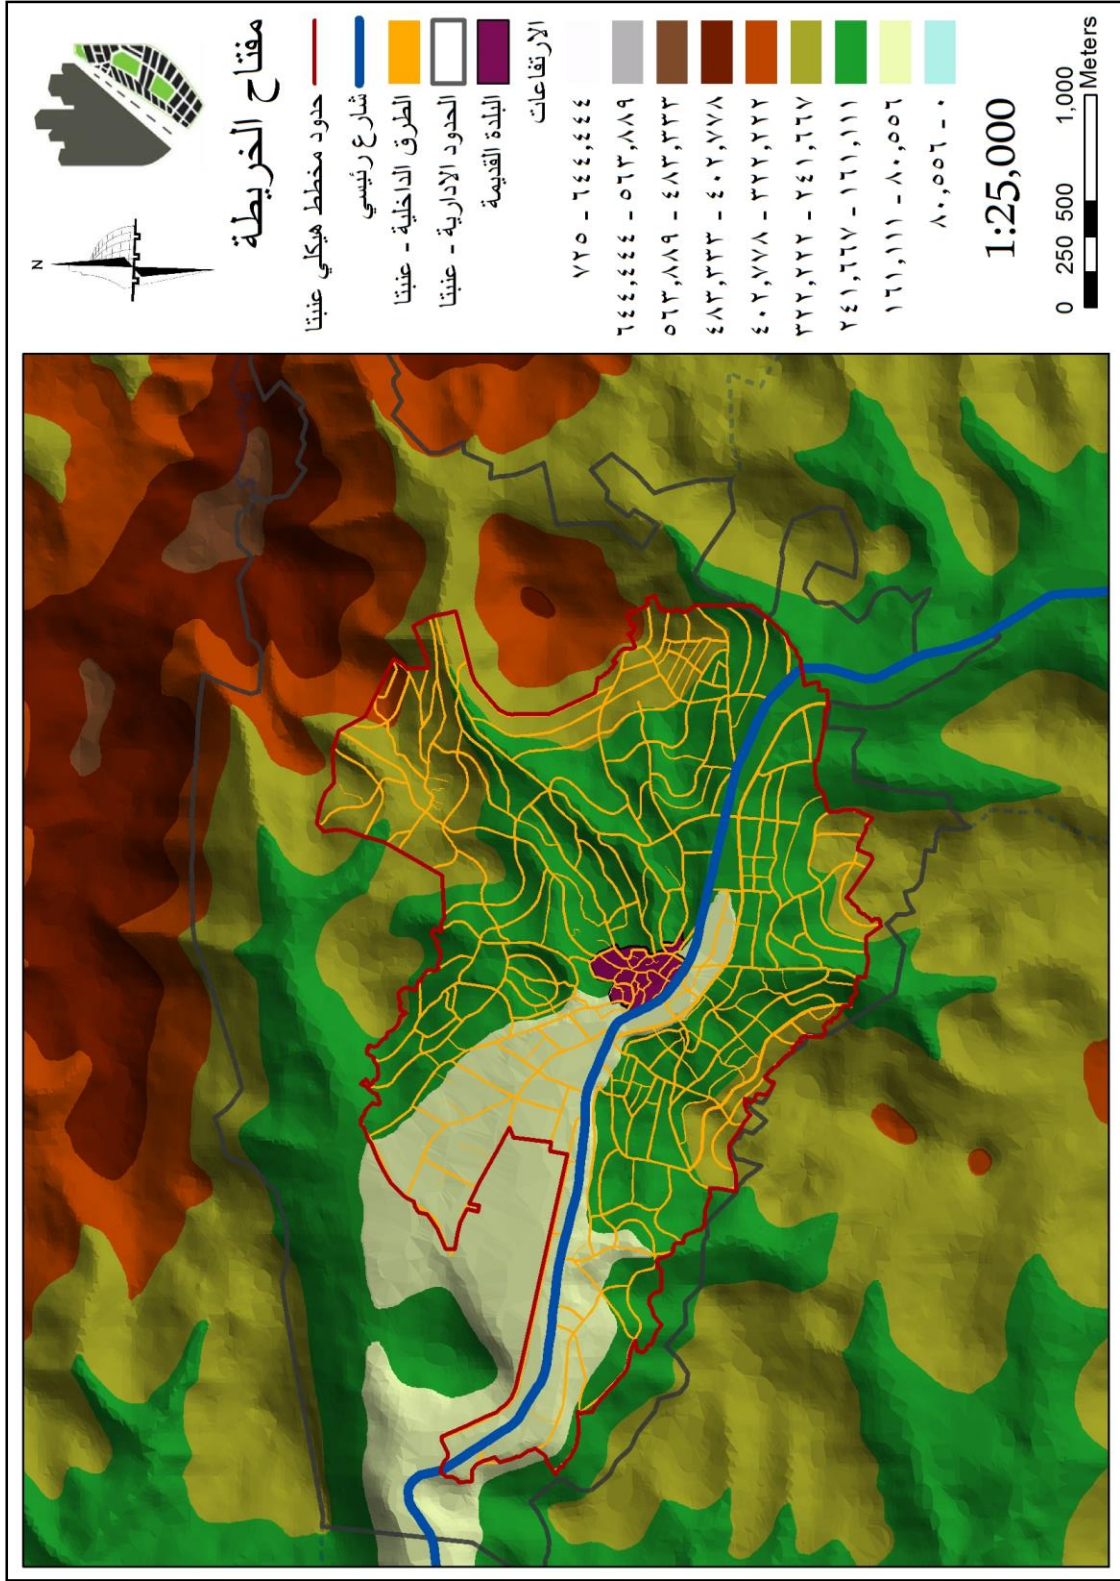 N
مفتاح الخريطة
حدود مخطط هيكلي عنبتا
شارع رئيسي
الطرق الداخلية - عنبتا
الحدود الادارية - عنبتا
البلدة القديمة
الارتفاعات
٦٤٤,٤٤٤ - ٧٢٥
٥٦٣,٨٨٩ - ٦٤٤,٤٤٤
٤٨٣,٣٣٣ - ٥٦٣,٨٨٩
٤٠٢,٧٧٨ - ٤٨٣,٣٣٣
٣٢٢,٢٢٢ - ٤٠٢,٧٧٨
٢٤١,٦٦٧ - ٣٢٢,٢٢٢
١٦١,١١١ - ٢٤١,٦٦٧
٨٠,٥٥٦ - ١٦١,١١١
٠ - ٨٠,٥٥٦
1:25,000
0 250 500 1,000
Meters